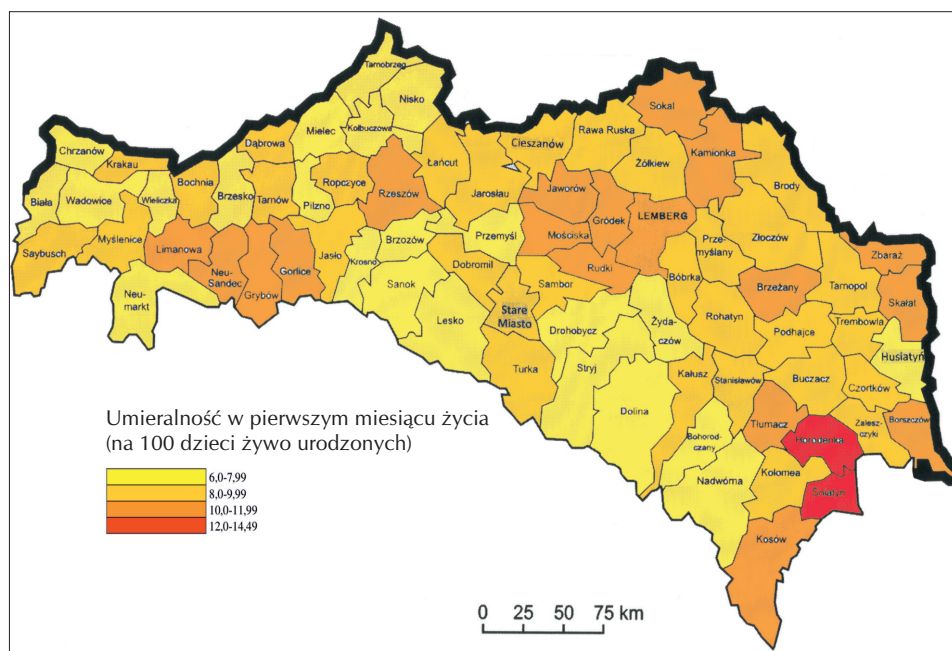 Tarnobrzeg
Nisko
Mielec
Kolbuczowa
Sokal
Rawa Ruska
Cieszanów
Dąbrowa
Chrzanów
Krakau
Łańcut
Żółkiew
Kamionka
Bochnia
Ropczyce
Rzeszów
Jarosłau
Jaworów
Brody
Biała
Wadowice
Wieliczka
Brzesko
Tarnów
Pilzno
Gródek
LEMBERG
Mościska
Przemyśl
Prze-
myślany
Złoczów
Saybusch
Myślenice
Limanowa
Neu-
Sandec
Gorlice
Jasło
Krosno
Brzozów
Dobromil
Rudki
Zbaraż
Grybów
Sanok
Sambor
Bóbrka
Brzeżany
Tarnopol
Skałat
Neu-
markt
Lesko
Stare
Miasto
Drohobycz
Żyda-
czów
Rohatyn
Podhajce
Trembowla
Husiatyń
Turka
Stryj
Kałusz
Stanisławów
Buczacz
Czortków
Dolina
Tłumacz
Horodenka
Zalesz-
czyki
Borszczów
Bohorod-
czany
Nadwórna
Kołomea
Śniatyn
Kosów
Umieralność w pierwszym miesiącu życia
(na 100 dzieci żywo urodzonych)
6,0-7,99
8,0-9,99
10,0-11,99
12,0-14,49
0 25 50 75 km